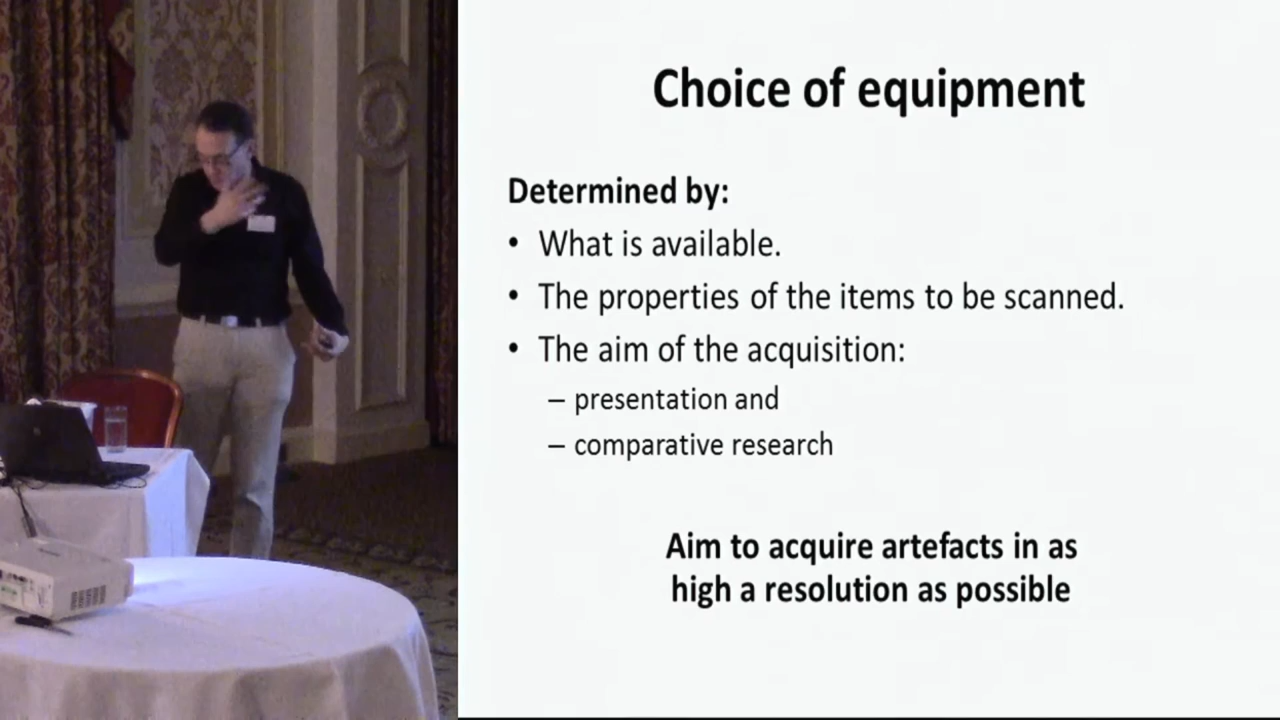 Choice of equipment
Determined by:
• What is available.
• The properties of the items to be scanned.
• The aim of the acquisition:
– presentation and
– comparative research
Aim to acquire artefacts in as
high a resolution as possible